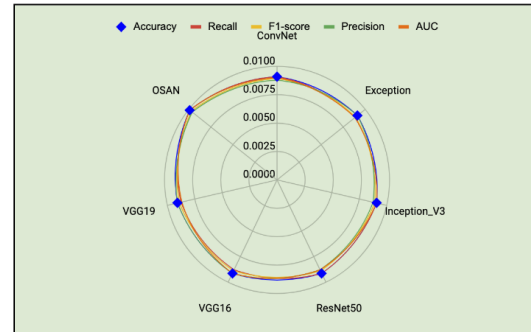 Accuracy Recall F1-score Precision AUC
ConvNet
0.0100
OSAN
0.0075
Exception
0.0050
0.0025
0.0000
VGG19
Inception_V3
VGG16
ResNet50